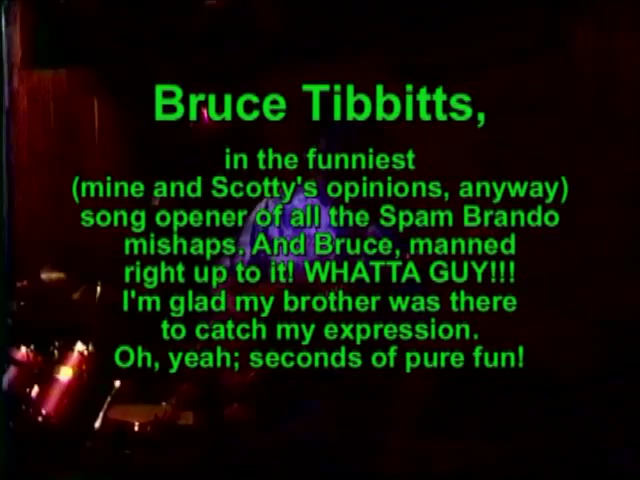 Bruce Tibbitts,
in the funniest
(mine and Scotty's opinions, anyway)
song opener of all the Spam Brando
mishaps. And Bruce, manned
right up to it! WHATTA GUY!!!
I'm glad my brother was there
to catch my expression.
Oh, yeah; seconds of pure fun!